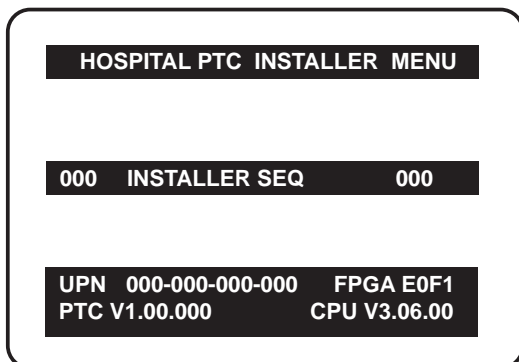 HOSPITAL PTC INSTALLER MENU
000 INSTALLER SEQ 000
UPN 000-000-000-000 FPGA E0F1
PTC V1.00.000 CPU V3.06.00